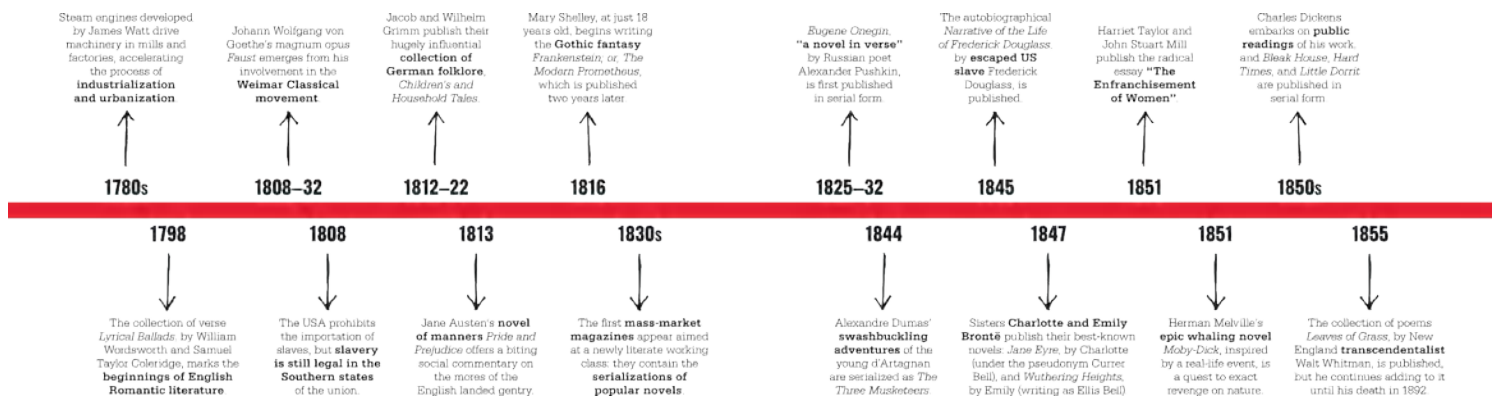 Steam engines developed
by James Watt drive
machinery in mills and
factories, accelerating
the process of
industrialization
and urbanization.
1780s
Johann Wolfgang von
Goethe's magnum opus
Faust emerges from his
involvement in the
Weimar Classical
movement.
1808–32
Jacob and Wilhelm
Grimm publish their
hugely influential
collection of
German folklore,
Children's and
Household Tales.
1812–22
Mary Shelley, at just 18
years old, begins writing
the Gothic fantasy
Frankenstein; or, The
Modern Prometheus,
which is published
two years later.
1816
Eugene Onegin,
"a novel in verse"
by Russian poet
Alexander Pushkin,
is first published
in serial form.
1825–32
The autobiographical
Narrative of the Life
of Frederick Douglass,
by escaped US
slave Frederick
Douglass, is
published.
1845
Harriet Taylor and
John Stuart Mill
publish the radical
essay "The
Enfranchisement
of Women".
1851
Charles Dickens
embarks on public
readings of his work,
and Bleak House, Hard
Times, and Little Dorrit
are published in
serial form.
1850s
1798
The collection of verse
Lyrical Ballads, by William
Wordsworth and Samuel
Taylor Coleridge, marks the
beginnings of English
Romantic literature.
1808
The USA prohibits
the importation of
slaves, but slavery
is still legal in the
Southern states
of the union.
1813
Jane Austen's novel
of manners Pride and
Prejudice offers a biting
social commentary on
the mores of the
English landed gentry.
1830s
The first mass-market
magazines appear aimed
at a newly literate working
class: they contain the
serializations of
popular novels.
1844
Alexandre Dumas'
swashbuckling
adventures of the
young d'Artagnan
are serialized as The
Three Musketeers.
1847
Sisters Charlotte and Emily
Brontë publish their best-known
novels: Jane Eyre, by Charlotte
(under the pseudonym Currer
Bell), and Wuthering Heights,
by Emily (writing as Ellis Bell)
1851
Herman Melville's
epic whaling novel
Moby-Dick, inspired
by a real-life event, is
a quest to exact
revenge on nature.
1855
The collection of poems
Leaves of Grass, by New
England transcendentalist
Walt Whitman, is published,
but he continues adding to it
until his death in 1892.